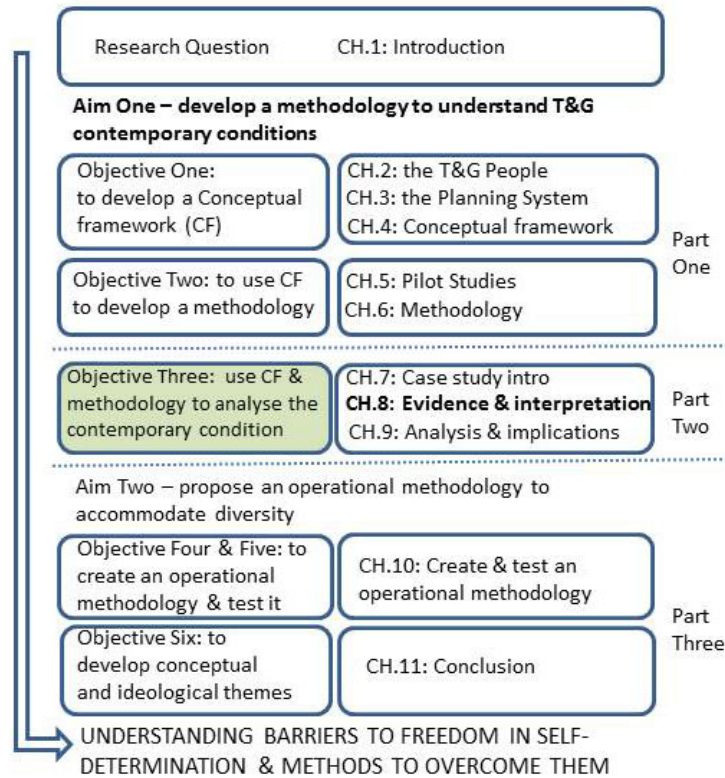 Research Question CH.1: Introduction
Aim One – develop a methodology to understand T&G
contemporary conditions
Objective One:
to develop a Conceptual
framework (CF)
CH.2: the T&G People
CH.3: the Planning System
CH.4: Conceptual framework
Objective Two: to use CF
to develop a methodology
CH.5: Pilot Studies
CH.6: Methodology
Part
One
Objective Three: use CF &
methodology to analyse the
contemporary condition
CH.7: Case study intro
CH.8: Evidence & interpretation
CH.9: Analysis & implications
Part
Two
Aim Two – propose an operational methodology to
accommodate diversity
Objective Four & Five: to
create an operational
methodology & test it
CH.10: Create & test an
operational methodology
Objective Six: to
develop conceptual
and ideological themes
CH.11: Conclusion
Part
Three
UNDERSTANDING BARRIERS TO FREEDOM IN SELF-
DETERMINATION & METHODS TO OVERCOME THEM